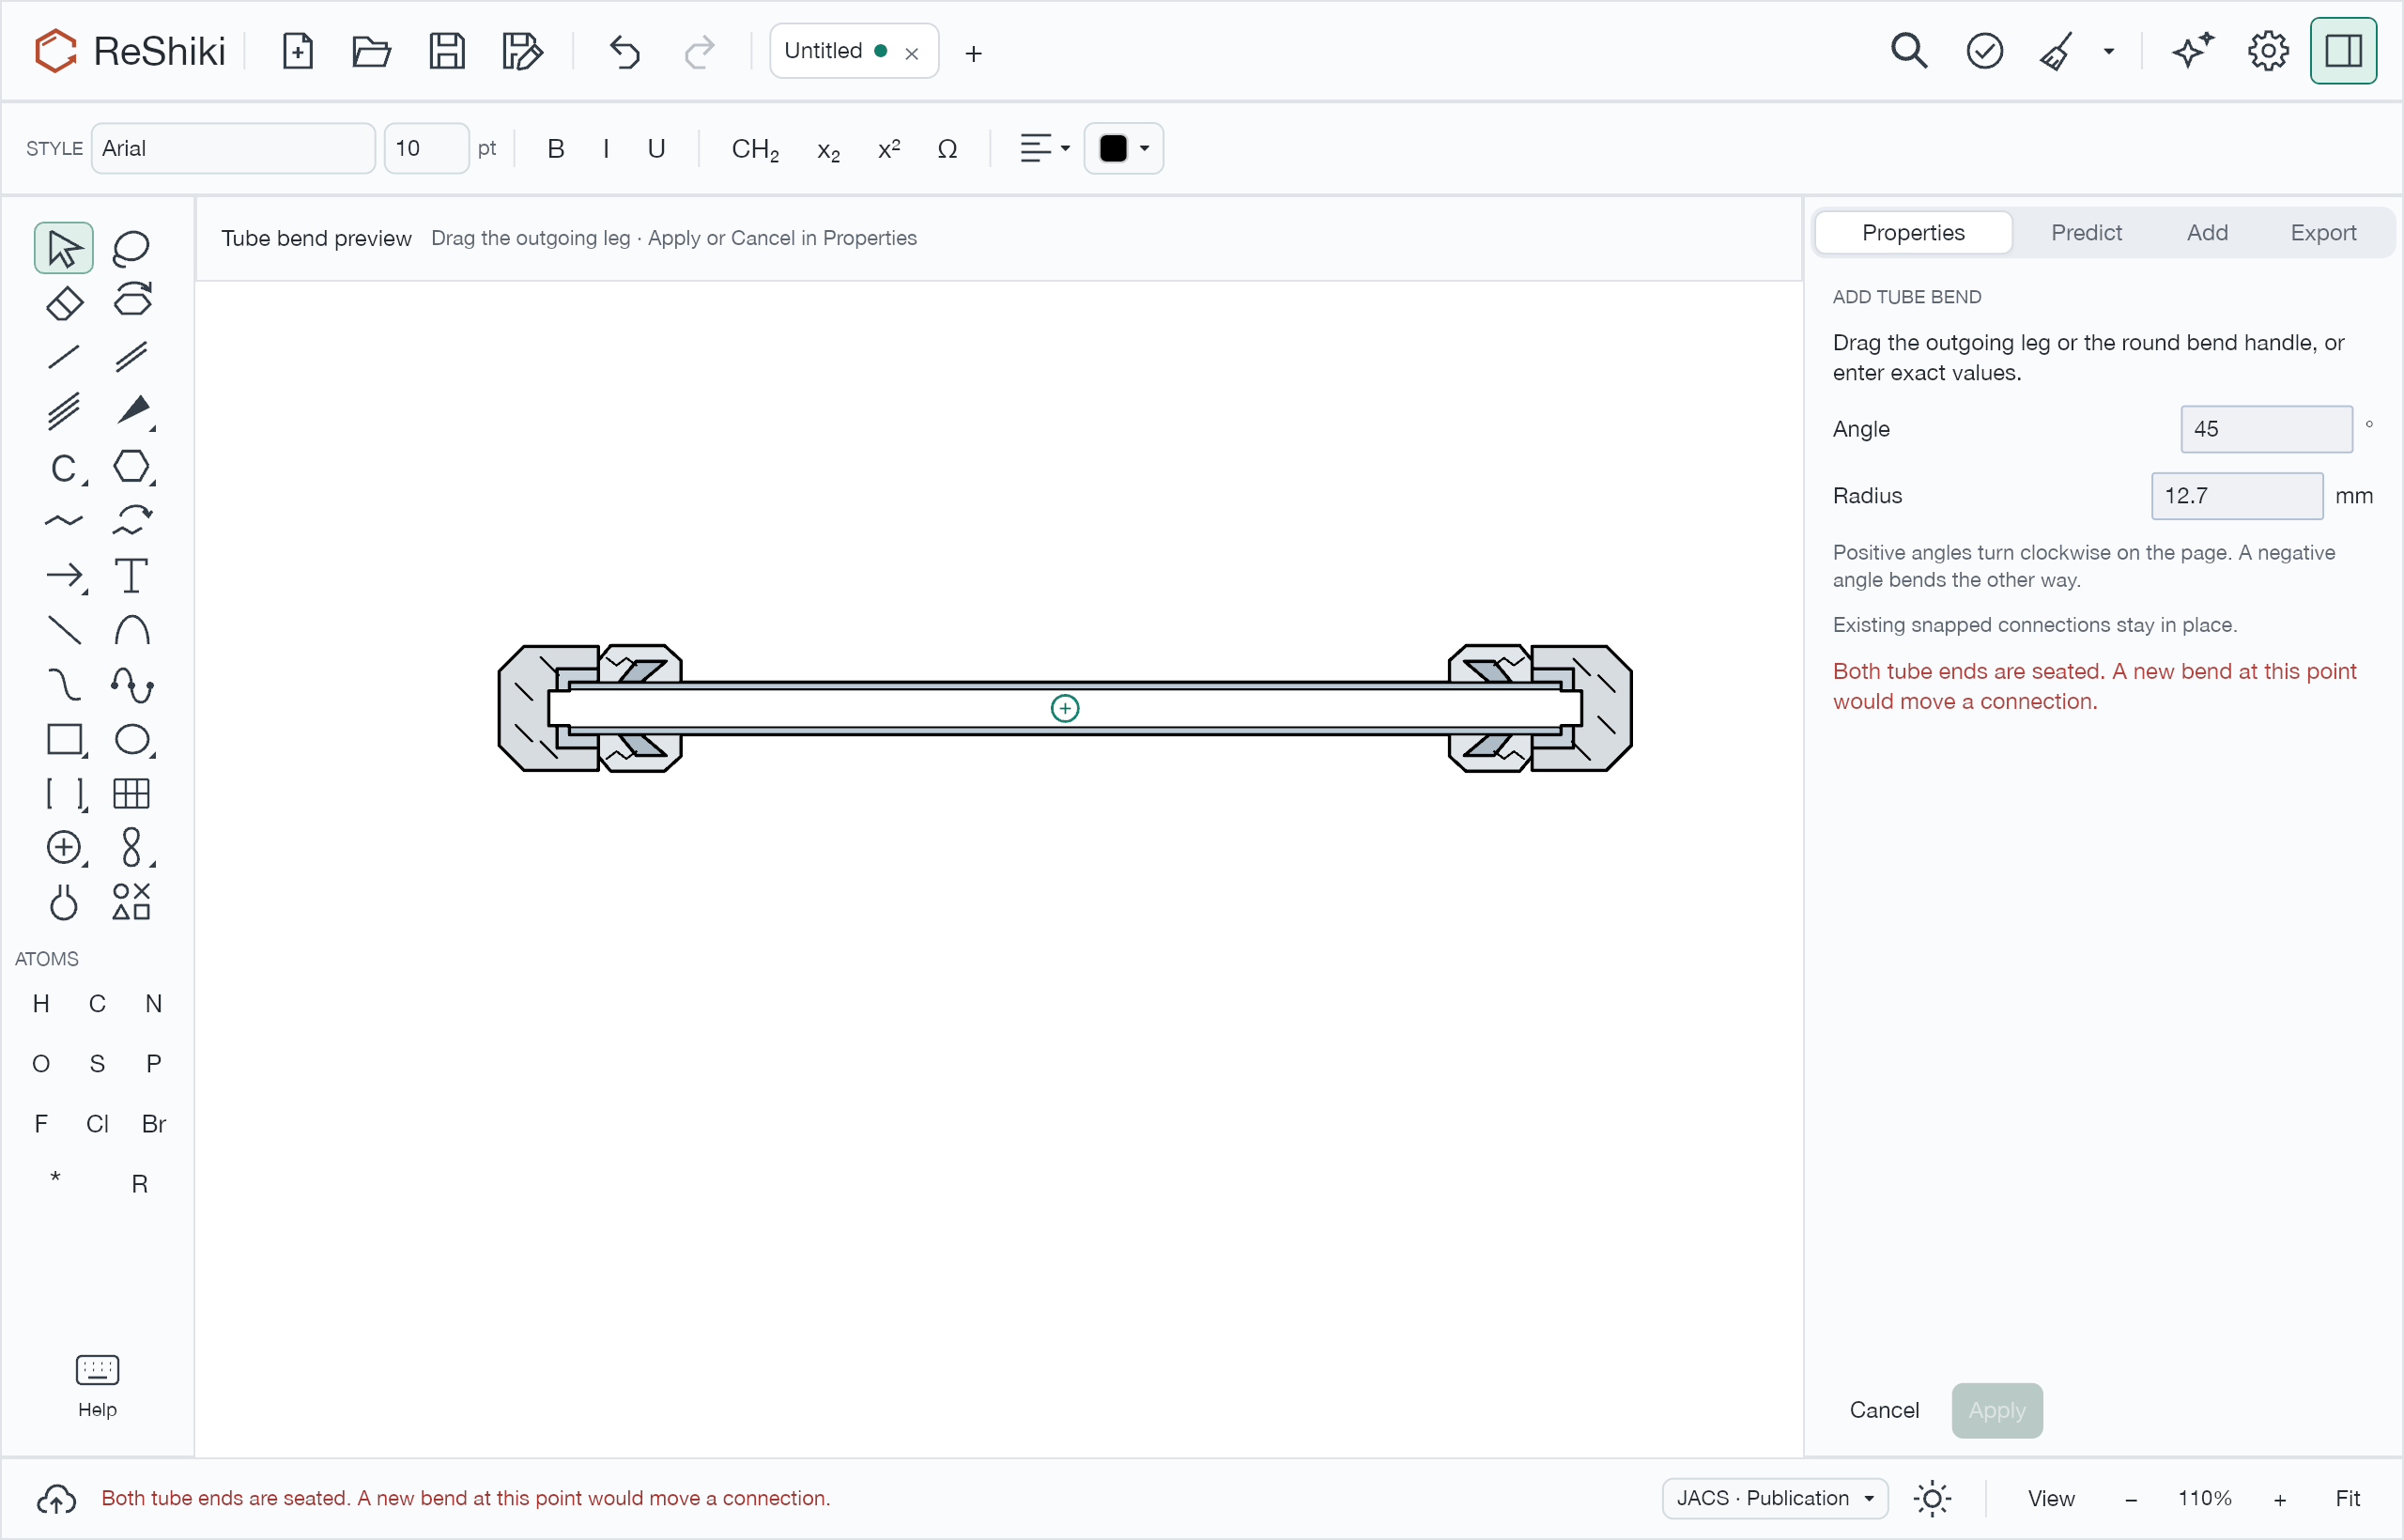 ReShiki
Untitled
STYLE Arial 10 pt B I U CH₂ x₂ x² Ω
Tube bend preview Drag the outgoing leg · Apply or Cancel in Properties
Properties Predict Add Export
ADD TUBE BEND
Drag the outgoing leg or the round bend handle, or
enter exact values.
Angle 45 °
Radius 12.7 mm
Positive angles turn clockwise on the page. A negative
angle bends the other way.
Existing snapped connections stay in place.
Both tube ends are seated. A new bend at this point
would move a connection.
C
T
ATOMS
H C N
O S P
F Cl Br
* R
Help
Cancel Apply
Both tube ends are seated. A new bend at this point would move a connection.
JACS · Publication View − 110% + Fit